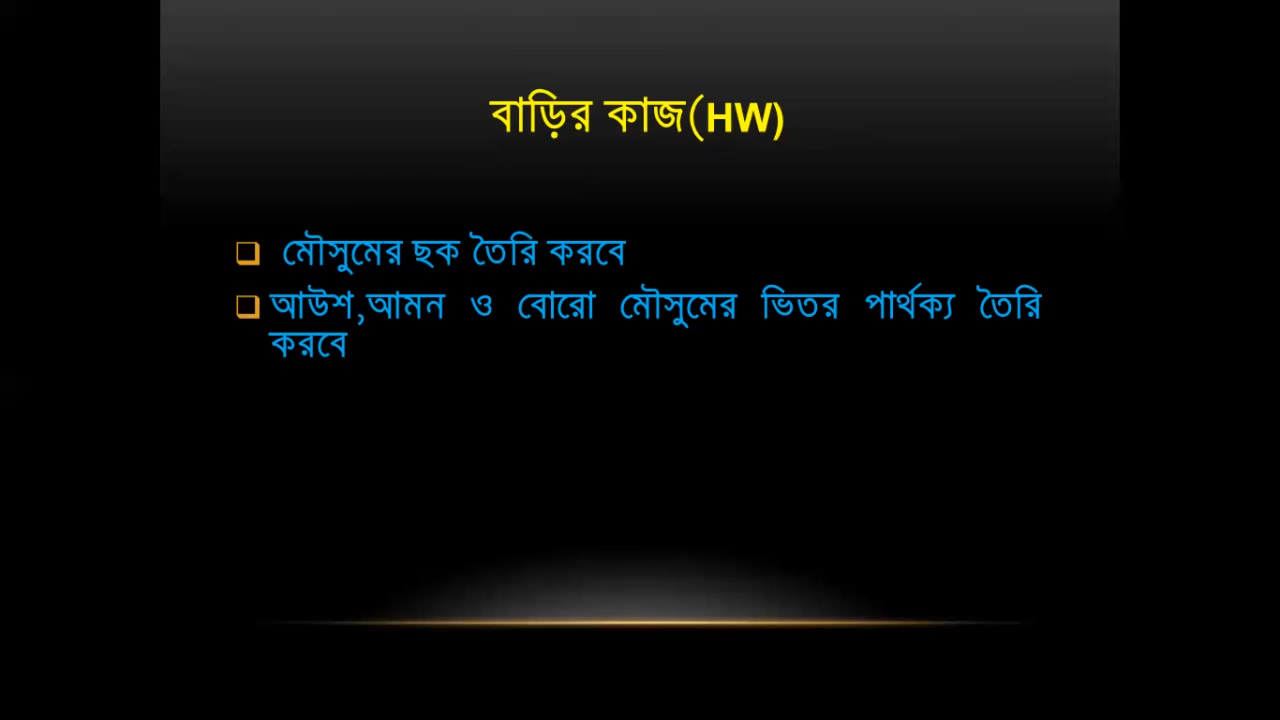 বাড়ির কাজ(HW)
মৌসুমের ছক তৈরি করবে
আউশ,আমন ও বোরো মৌসুমের ভিতর পার্থক্য তৈরি
করবে